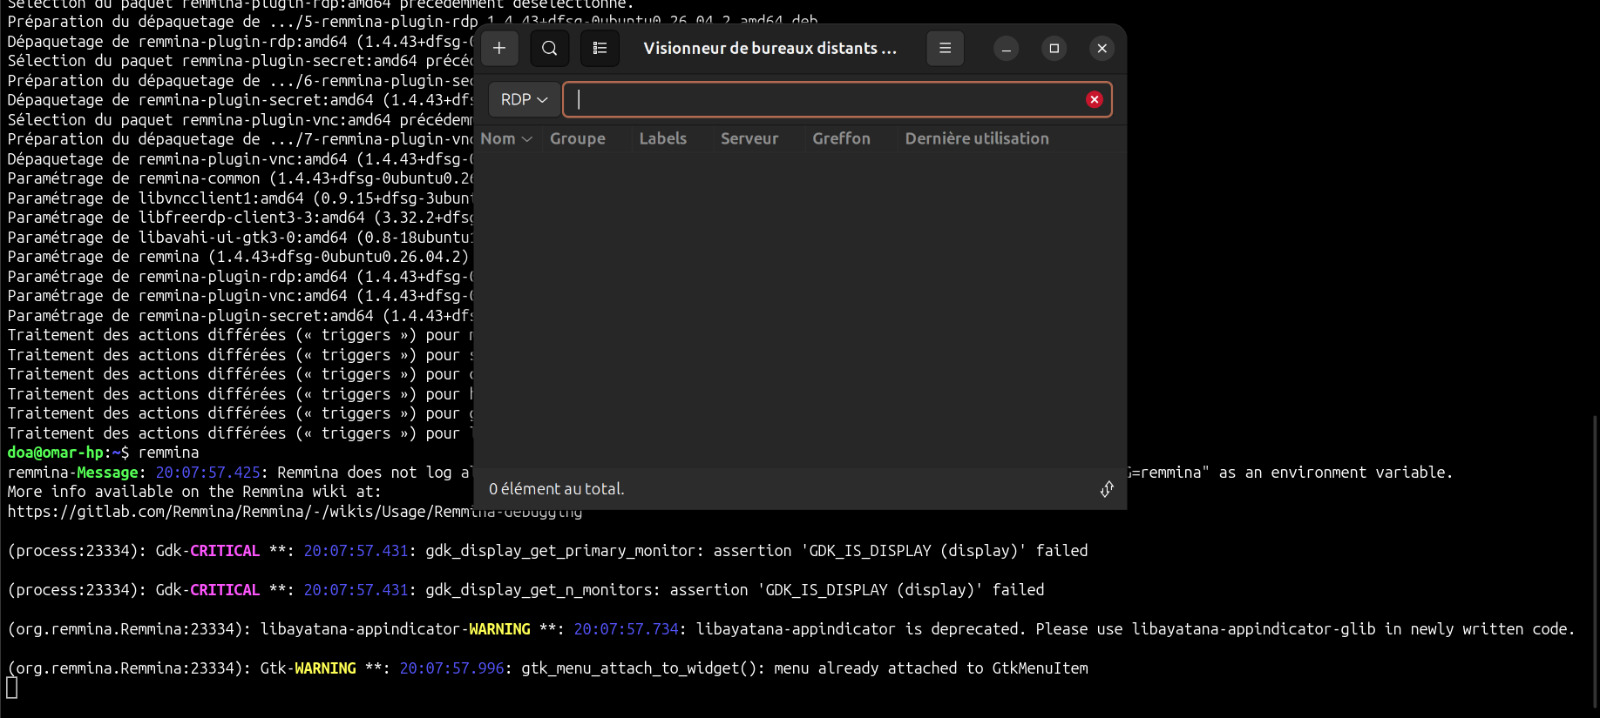 Sélection du paquet remmina-plugin-rdp:amd64 précédemment désélectionné.
Préparation du dépaquetage de .../5-remmina-plugin-rdp_1.4.43+dfsg-0ubuntu0.26.04.2_amd64.deb
Dépaquetage de remmina-plugin-rdp:amd64 (1.4.43+dfsg-
Sélection du paquet remmina-plugin-secret:amd64 précé
Préparation du dépaquetage de .../6-remmina-plugin-se
Dépaquetage de remmina-plugin-secret:amd64 (1.4.43+dfs
Sélection du paquet remmina-plugin-vnc:amd64 précédem
Préparation du dépaquetage de .../7-remmina-plugin-vn
Dépaquetage de remmina-plugin-vnc:amd64 (1.4.43+dfsg-
Paramétrage de remmina-common (1.4.43+dfsg-0ubuntu0.2
Paramétrage de libvncclient1:amd64 (0.9.15+dfsg-3ubun
Paramétrage de libfreerdp-client3-3:amd64 (3.32.2+dfs
Paramétrage de libavahi-ui-gtk3-0:amd64 (0.8-18ubuntu
Paramétrage de remmina (1.4.43+dfsg-0ubuntu0.26.04.2)
Paramétrage de remmina-plugin-rdp:amd64 (1.4.43+dfsg-
Paramétrage de remmina-plugin-vnc:amd64 (1.4.43+dfsg-
Paramétrage de remmina-plugin-secret:amd64 (1.4.43+dfs
Traitement des actions différées (« triggers ») pour
Traitement des actions différées (« triggers ») pour
Traitement des actions différées (« triggers ») pour
Traitement des actions différées (« triggers ») pour
Traitement des actions différées (« triggers ») pour
Traitement des actions différées (« triggers ») pour
Visionneur de bureaux distants ...
RDP
Nom Groupe Labels Serveur Greffon Dernière utilisation
0 élément au total.
doa@omar-hp:~$ remmina
remmina-Message: 20:07:57.425: Remmina does not log al G=remmina" as an environment variable.
More info available on the Remmina wiki at:
https://gitlab.com/Remmina/Remmina/-/wikis/Usage/Remmina-debugging
(process:23334): Gdk-CRITICAL **: 20:07:57.431: gdk_display_get_primary_monitor: assertion 'GDK_IS_DISPLAY (display)' failed
(process:23334): Gdk-CRITICAL **: 20:07:57.431: gdk_display_get_n_monitors: assertion 'GDK_IS_DISPLAY (display)' failed
(org.remmina.Remmina:23334): libayatana-appindicator-WARNING **: 20:07:57.734: libayatana-appindicator is deprecated. Please use libayatana-appindicator-glib in newly written code.
(org.remmina.Remmina:23334): Gtk-WARNING **: 20:07:57.996: gtk_menu_attach_to_widget(): menu already attached to GtkMenuItem